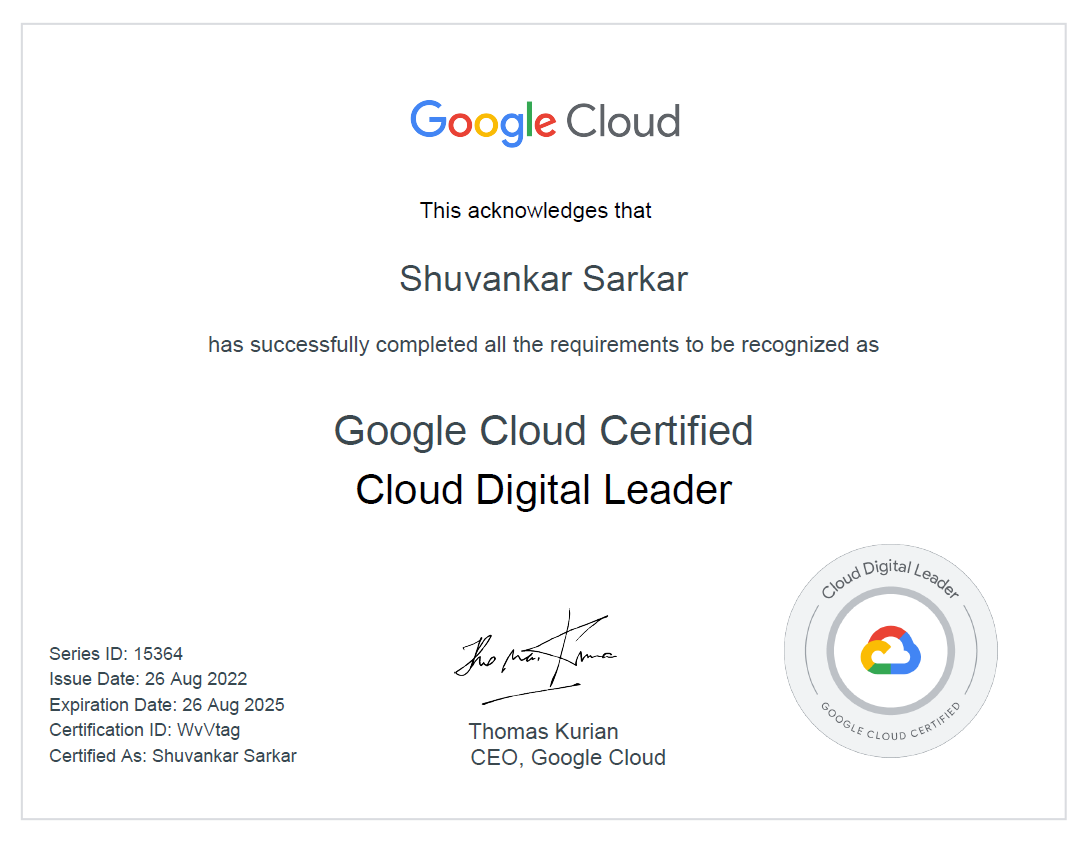 Google Cloud
This acknowledges that
Shuvankar Sarkar
has successfully completed all the requirements to be recognized as
Google Cloud Certified
Cloud Digital Leader
Series ID: 15364
Issue Date: 26 Aug 2022
Expiration Date: 26 Aug 2025
Certification ID: WvVtag
Certified As: Shuvankar Sarkar
Thomas Kurian
CEO, Google Cloud
Cloud Digital Leader
GOOGLE CLOUD CERTIFIED